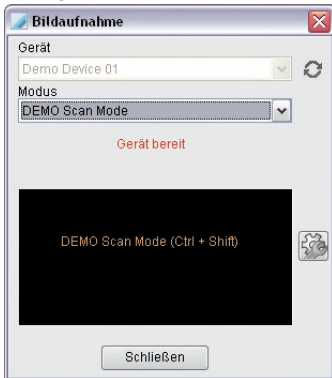 Bildaufnahme
Gerät
Demo Device 01
Modus
DEMO Scan Mode
Gerät bereit
DEMO Scan Mode (Ctrl + Shift)
Schließen